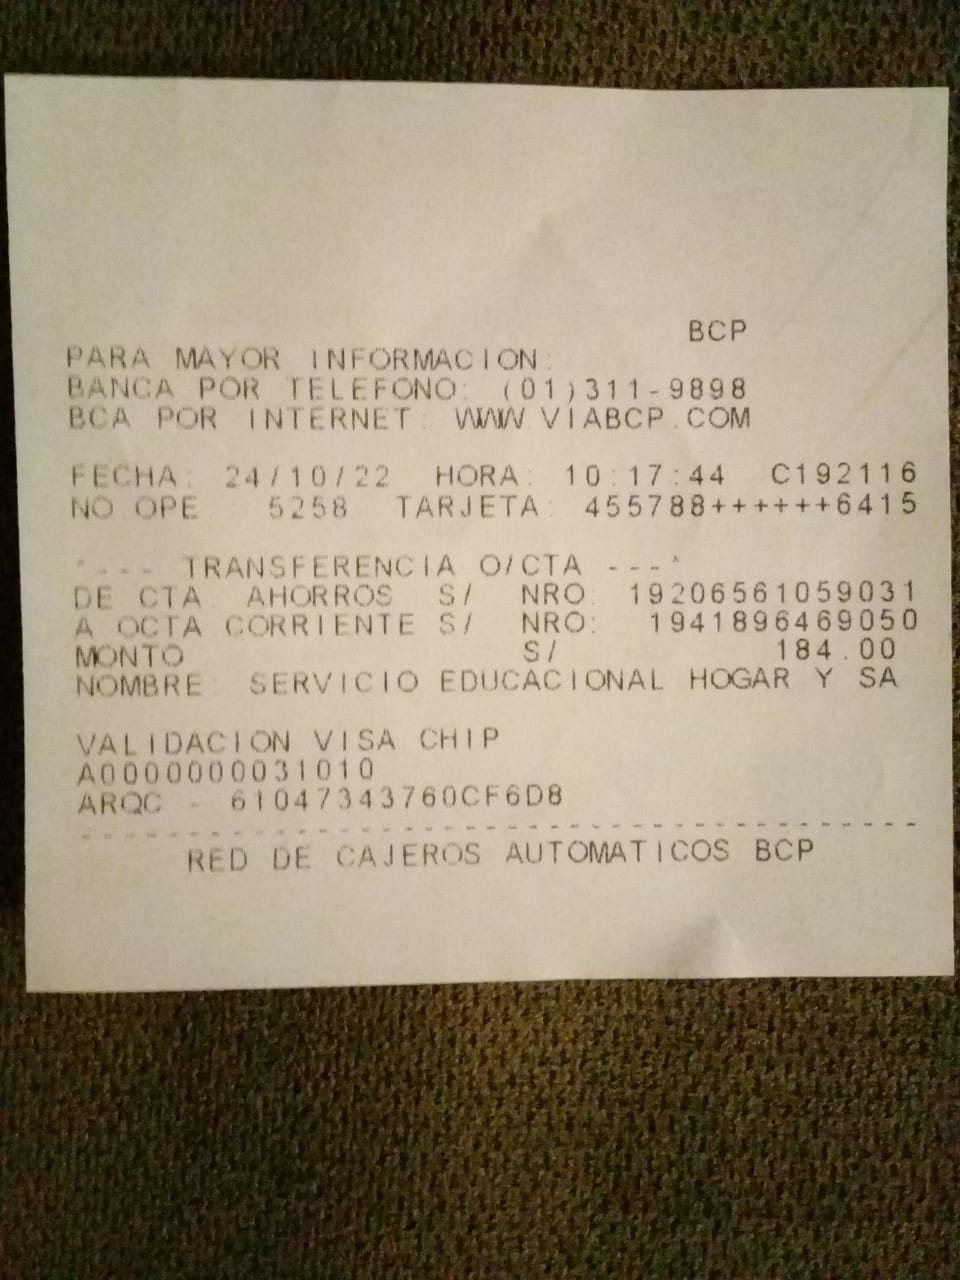 BCP
PARA MAYOR INFORMACION:
BANCA POR TELEFONO: (01)311-9898
BCA POR INTERNET: WWW.VIABCP.COM
FECHA: 24/10/22 HORA: 10:17:44 C192116
NO OPE 5258 TARJETA: 455788++++++6415
*---- TRANSFERENCIA O/CTA ---*
DE CTA AHORROS S/ NRO: 19206561059031
A OCTA CORRIENTE S/ NRO: 1941896469050
MONTO S/ 184.00
NOMBRE: SERVICIO EDUCACIONAL HOGAR Y SA
VALIDACION VISA CHIP
A0000000031010
ARQC - 61047343760CF6D8
----------------------------------------
RED DE CAJEROS AUTOMATICOS BCP